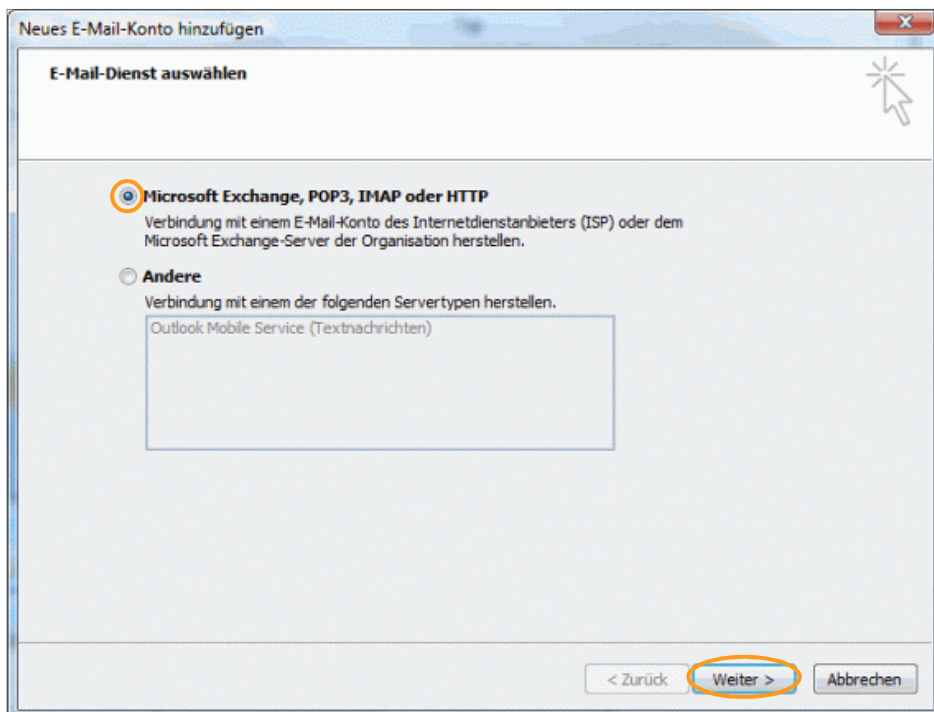 Neues E-Mail-Konto hinzufügen
E-Mail-Dienst auswählen
Microsoft Exchange, POP3, IMAP oder HTTP
Verbindung mit einem E-Mail-Konto des Internetdienstanbieters (ISP) oder dem
Microsoft Exchange-Server der Organisation herstellen.
Andere
Verbindung mit einem der folgenden Servertypen herstellen.
Outlook Mobile Service (Textnachrichten)
< Zurück Weiter > Abbrechen